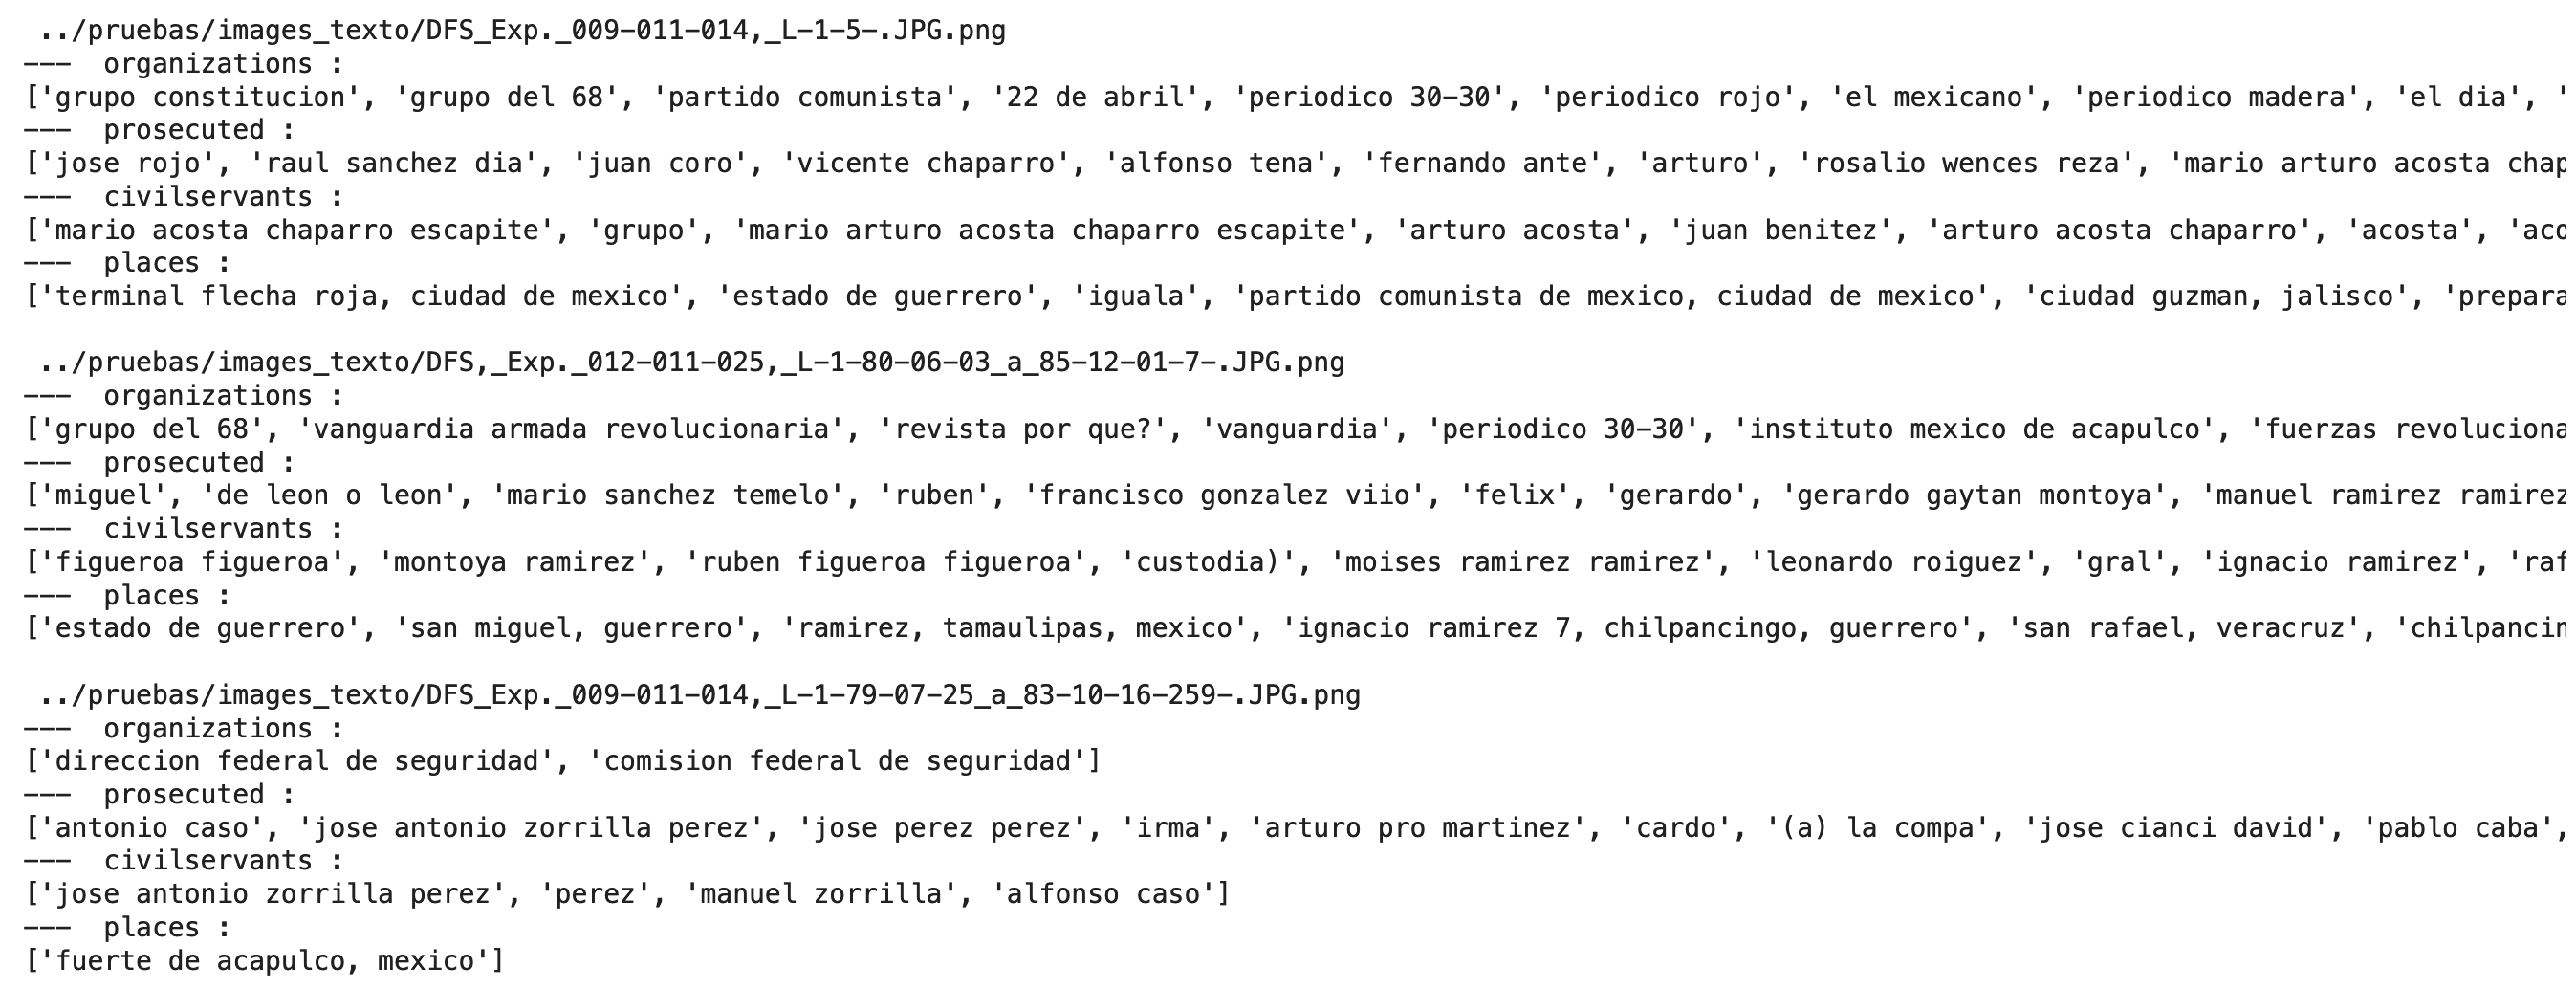 ../pruebas/images_texto/DFS_Exp._009-011-014,_L-1-5-.JPG.png
---  organizations :
['grupo constitucion', 'grupo del 68', 'partido comunista', '22 de abril', 'periodico 30-30', 'periodico rojo', 'el mexicano', 'periodico madera', 'el dia', '
---  prosecuted :
['jose rojo', 'raul sanchez dia', 'juan coro', 'vicente chaparro', 'alfonso tena', 'fernando ante', 'arturo', 'rosalio wences reza', 'mario arturo acosta chap
---  civilservants :
['mario acosta chaparro escapite', 'grupo', 'mario arturo acosta chaparro escapite', 'arturo acosta', 'juan benitez', 'arturo acosta chaparro', 'acosta', 'aco
---  places :
['terminal flecha roja, ciudad de mexico', 'estado de guerrero', 'iguala', 'partido comunista de mexico, ciudad de mexico', 'ciudad guzman, jalisco', 'prepara
../pruebas/images_texto/DFS,_Exp._012-011-025,_L-1-80-06-03_a_85-12-01-7-.JPG.png
---  organizations :
['grupo del 68', 'vanguardia armada revolucionaria', 'revista por que?', 'vanguardia', 'periodico 30-30', 'instituto mexico de acapulco', 'fuerzas revoluciona
---  prosecuted :
['miguel', 'de leon o leon', 'mario sanchez temelo', 'ruben', 'francisco gonzalez viio', 'felix', 'gerardo', 'gerardo gaytan montoya', 'manuel ramirez ramirez
---  civilservants :
['figueroa figueroa', 'montoya ramirez', 'ruben figueroa figueroa', 'custodia)', 'moises ramirez ramirez', 'leonardo roiguez', 'gral', 'ignacio ramirez', 'raf
---  places :
['estado de guerrero', 'san miguel, guerrero', 'ramirez, tamaulipas, mexico', 'ignacio ramirez 7, chilpancingo, guerrero', 'san rafael, veracruz', 'chilpancin
../pruebas/images_texto/DFS_Exp._009-011-014,_L-1-79-07-25_a_83-10-16-259-.JPG.png
---  organizations :
['direccion federal de seguridad', 'comision federal de seguridad']
---  prosecuted :
['antonio caso', 'jose antonio zorrilla perez', 'jose perez perez', 'irma', 'arturo pro martinez', 'cardo', '(a) la compa', 'jose cianci david', 'pablo caba',
---  civilservants :
['jose antonio zorrilla perez', 'perez', 'manuel zorrilla', 'alfonso caso']
---  places :
['fuerte de acapulco, mexico']